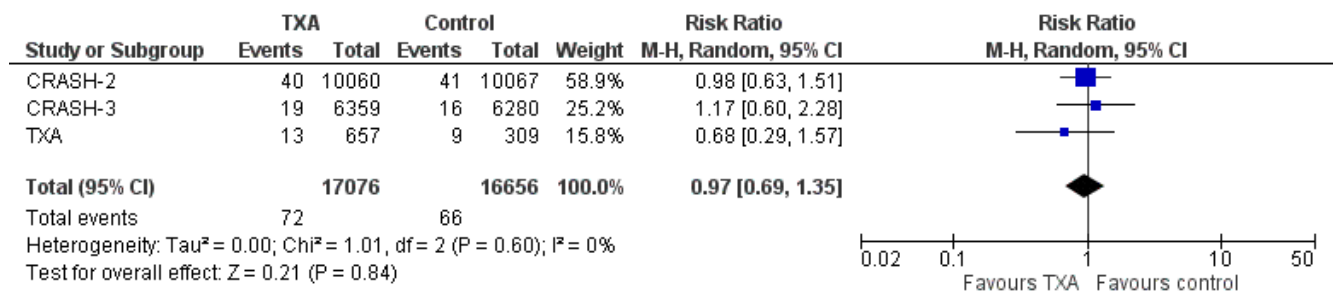 TXA Control Risk Ratio Risk Ratio
Study or Subgroup Events Total Events Total Weight M-H, Random, 95% CI M-H, Random, 95% CI
CRASH-2 40 10060 41 10067 58.9% 0.98 [0.63, 1.51]
CRASH-3 19 6359 16 6280 25.2% 1.17 [0.60, 2.28]
TXA 13 657 9 309 15.8% 0.68 [0.29, 1.57]
Total (95% CI) 17076 16656 100.0% 0.97 [0.69, 1.35]
Total events 72 66
Heterogeneity: Tau² = 0.00; Chi² = 1.01, df = 2 (P = 0.60); I² = 0%
Test for overall effect: Z = 0.21 (P = 0.84)
0.02 0.1 1 10 50
Favours TXA Favours control